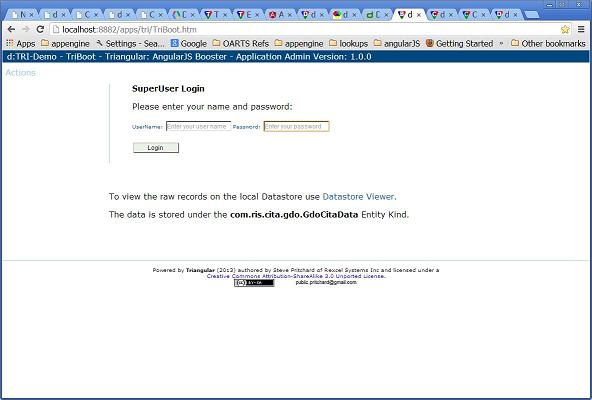 N × d × C × d × C × D × T × E × A × d × d × D × d × C × C × d ×
localhost:8882/apps/tri/TriBoot.htm
Apps appengine Settings - Sea... Google OARTS Refs appengine lookups angularJS Getting Started » Other bookmarks
d:TRI-Demo - TriBoot - Triangular: AngularJS Booster - Application Admin Version: 1.0.0
Actions
SuperUser Login
Please enter your name and password:
UserName: Enter your user name Password: Enter your password
Login
To view the raw records on the local Datastore use Datastore Viewer.
The data is stored under the com.ris.cita.gdo.GdoCitaData Entity Kind.
Powered by Triangular (2013) authored by Steve Pritchard of Rexcel Systems Inc and licensed under a
Creative Commons Attribution-ShareAlike 3.0 Unported License.
public.pritchard@gmail.com